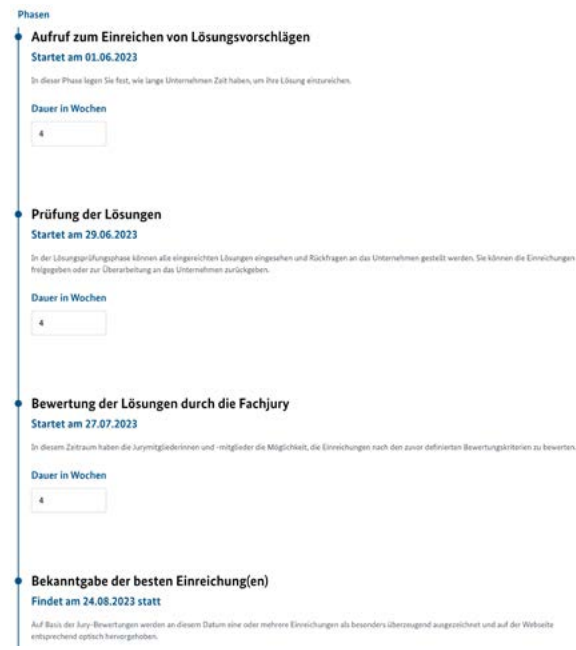 Phasen
Aufruf zum Einreichen von Lösungsvorschlägen
Startet am 01.06.2023
In dieser Phase legen Sie fest, wie lange Unternehmen Zeit haben, um ihre Lösung einzureichen.
Dauer in Wochen
4
Prüfung der Lösungen
Startet am 29.06.2023
In der Lösungsprüfungsphase können alle eingereichten Lösungen eingesehen und Rückfragen an das Unternehmen gestellt werden. Sie können die Einreichungen
freigegeben oder zur Überarbeitung an das Unternehmen zurückgeben.
Dauer in Wochen
4
Bewertung der Lösungen durch die Fachjury
Startet am 27.07.2023
In diesem Zeitraum haben die Jurymitgliederinnen und -mitglieder die Möglichkeit, die Einreichungen nach den zuvor definierten Bewertungskriterien zu bewerten.
Dauer in Wochen
4
Bekanntgabe der besten Einreichung(en)
Findet am 24.08.2023 statt
Auf Basis der Jury-Bewertungen werden an diesem Datum eine oder mehrere Einreichungen als besonders überzeugend ausgezeichnet und auf der Webseite
entsprechend optisch hervorgehoben.